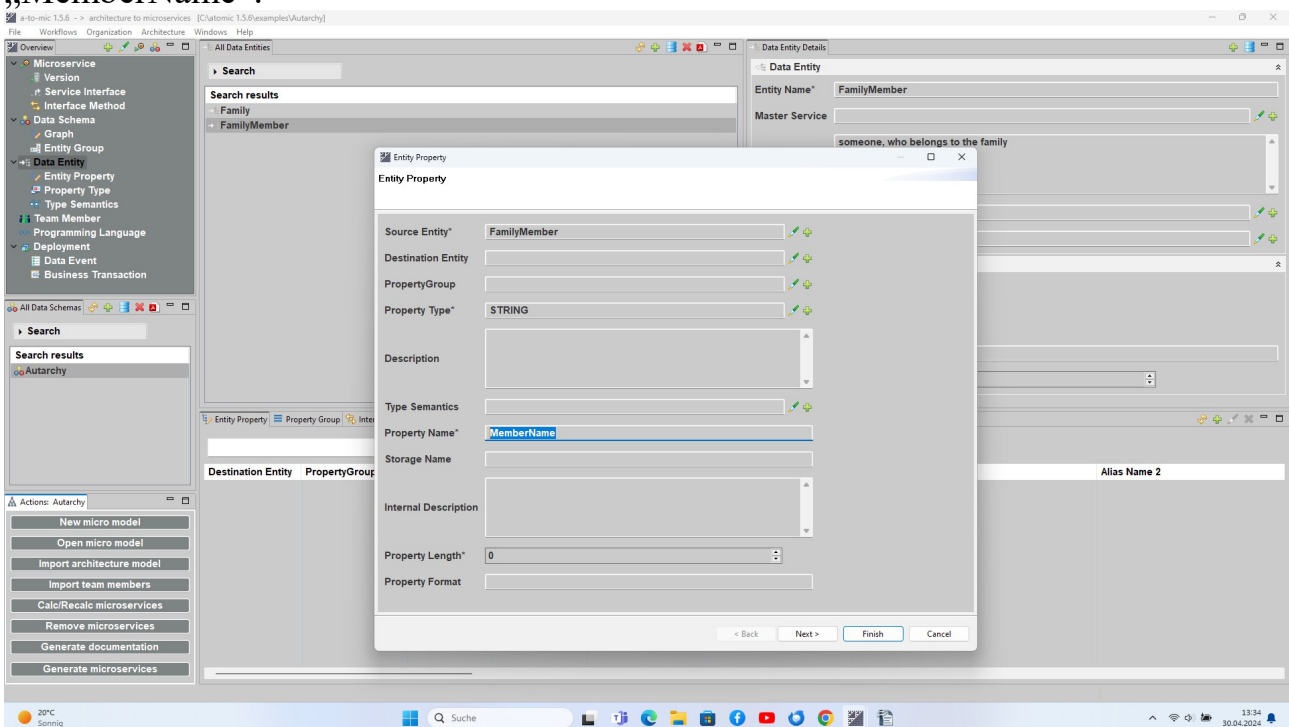 „MemberName“.
a-to-mic 1.5.6 - > architecture to microservices [C:\atomic 1.5.6\examples\Autarchy]
File Workflows Organization Architecture Windows Help
Overview
Microservice
Version
Service Interface
Interface Method
Data Schema
Graph
Entity Group
Data Entity
Entity Property
Property Type
Type Semantics
Team Member
Programming Language
Deployment
Data Event
Business Transaction
All Data Schemas
Search
Search results
Autarchy
Actions: Autarchy
New micro model
Open micro model
Import architecture model
Import team members
Calc/Recalc microservices
Remove microservices
Generate documentation
Generate microservices
All Data Entities
Search
Search results
Family
FamilyMember
Data Entity Details
Data Entity
Entity Name* FamilyMember
Master Service
someone, who belongs to the family
Entity Property Property Group
Destination Entity PropertyGroup Alias Name 2
Entity Property
Entity Property
Source Entity* FamilyMember
Destination Entity
PropertyGroup
Property Type* STRING
Description
Type Semantics
Property Name* MemberName
Storage Name
Internal Description
Property Length* 0
Property Format
< Back Next > Finish Cancel
20°C
Sonnig
Suche
13:34
30.04.2024